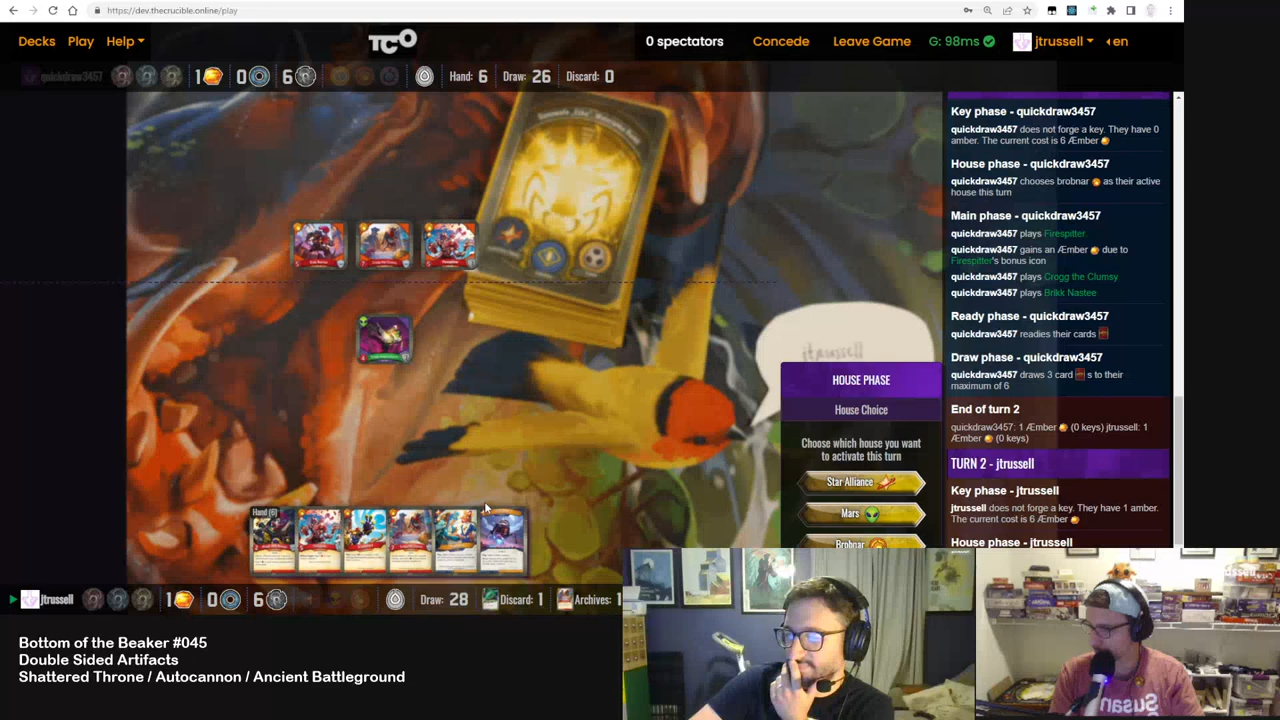 https://dev.thecrucible.online/play
Decks Play Help TCO 0 spectators Concede Leave Game G: 98ms jtrussell en
quickdraw3457 1 0 6 Hand: 6 Draw: 26 Discard: 0
Key phase - quickdraw3457
quickdraw3457 does not forge a key. They have 0
amber. The current cost is 6 Æmber
House phase - quickdraw3457
quickdraw3457 chooses brobnar as their active
house this turn
Main phase - quickdraw3457
quickdraw3457 plays Firespitter
quickdraw3457 gains an Æmber due to
Firespitter's bonus icon
quickdraw3457 plays Crogg the Clumsy
quickdraw3457 plays Brikk Nastee
Ready phase - quickdraw3457
quickdraw3457 readies their cards
Draw phase - quickdraw3457
quickdraw3457 draws 3 card s to their
maximum of 6
End of turn 2
quickdraw3457: 1 Æmber (0 keys) jtrussell: 1
Æmber (0 keys)
TURN 2 - jtrussell
Key phase - jtrussell
jtrussell does not forge a key. They have 1 amber.
The current cost is 6 Æmber
House phase - jtrussell
jtrussell
HOUSE PHASE
House Choice
Choose which house you want
to activate this turn
Star Alliance
Mars
Brobnar
Hand (6)
jtrussell 1 0 6 Draw: 28 Discard: 1 Archives: 1
Bottom of the Beaker #045
Double Sided Artifacts
Shattered Throne / Autocannon / Ancient Battleground